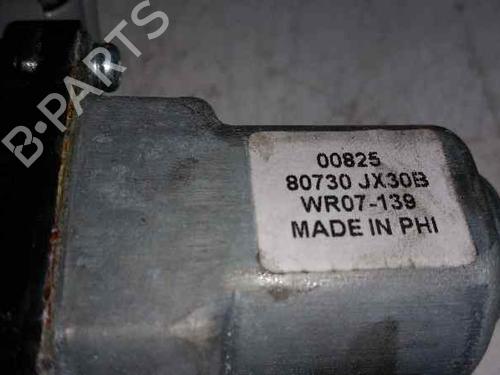 B-PARTS
00825
80730 JX30B
WR07-139
MADE IN PHI